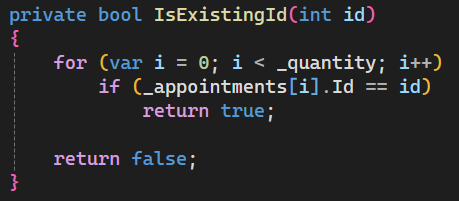 private bool IsExistingId(int id)
{
    for (var i = 0; i < _quantity; i++)
        if (_appointments[i].Id == id)
            return true;

    return false;
}